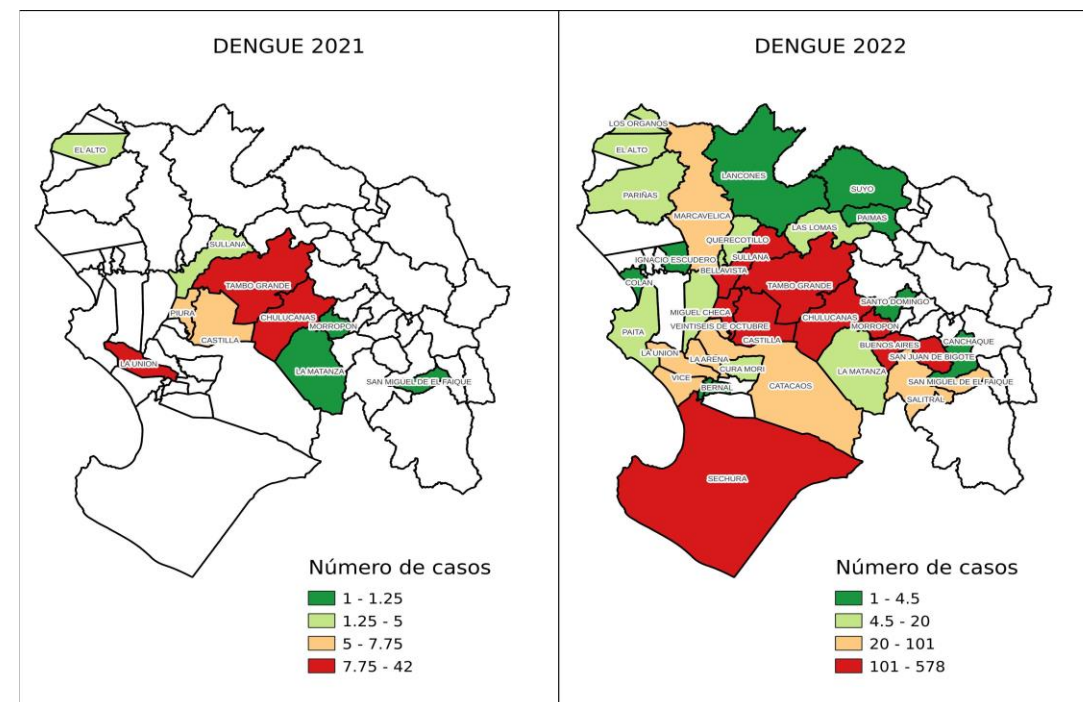 DENGUE 2021
EL ALTO
SULLANA
TAMBO GRANDE
PIURA
CHULUCANAS
MORROPON
CASTILLA
LA UNION
LA MATANZA
SAN MIGUEL DE EL FAIQUE
Número de casos
1 - 1.25
1.25 - 5
5 - 7.75
7.75 - 42
DENGUE 2022
LOS ORGANOS
EL ALTO
LANCONES
SUYO
PARIÑAS
MARCAVELICA
PAIMAS
LAS LOMAS
QUERECOTILLO
SULLANA
IGNACIO ESCUDERO
BELLAVISTA
COLAN
TAMBO GRANDE
SANTO DOMINGO
MIGUEL CHECA
CHULUCANAS
VEINTISEIS DE OCTUBRE
MORROPON
PAITA
CASTILLA
CANCHAQUE
BUENOS AIRES
LA UNION
SAN JUAN DE BIGOTE
LA ARENA
CURA MORI
LA MATANZA
VICE
SAN MIGUEL DE EL FAIQUE
BERNAL
CATACAOS
SALITRAL
SECHURA
Número de casos
1 - 4.5
4.5 - 20
20 - 101
101 - 578